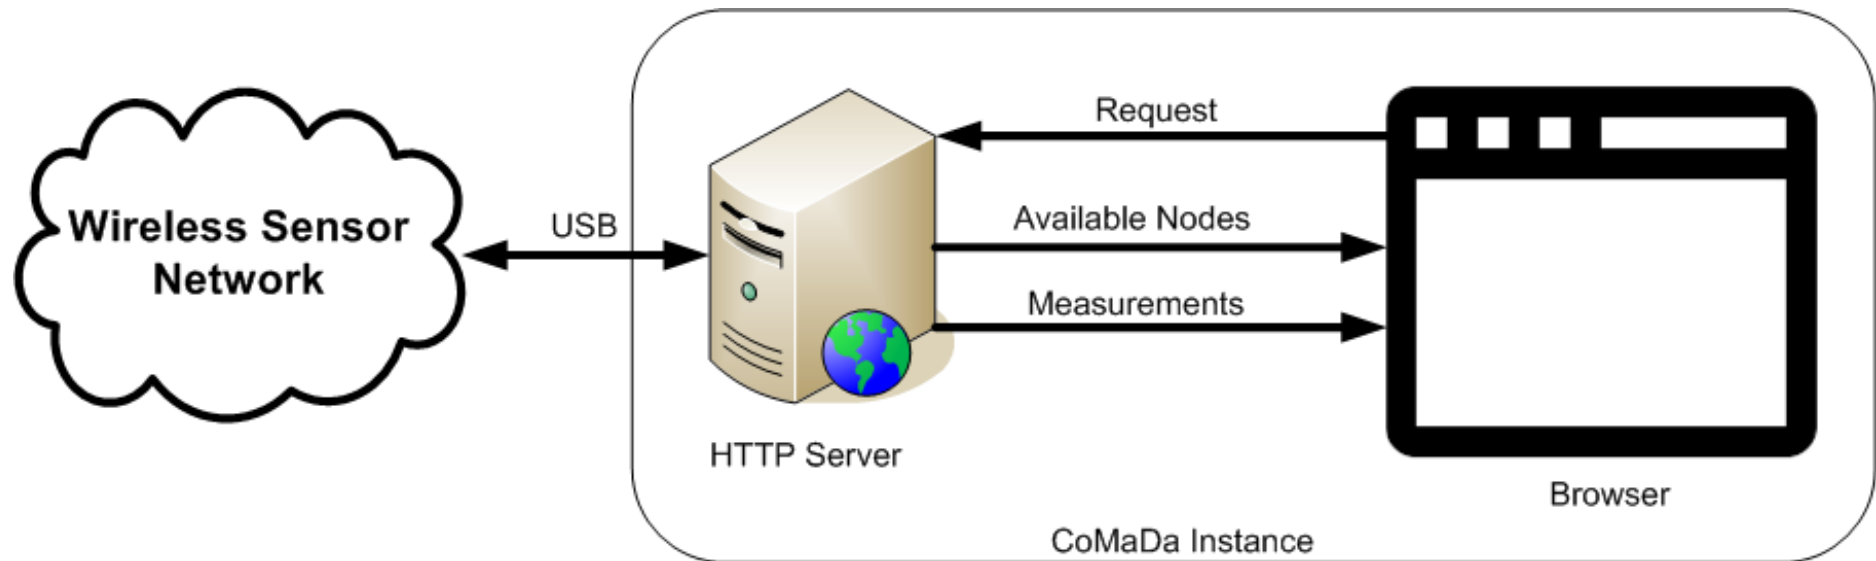 Wireless Sensor
Network
USB
Request
Available Nodes
Measurements
HTTP Server
Browser
CoMaDa Instance